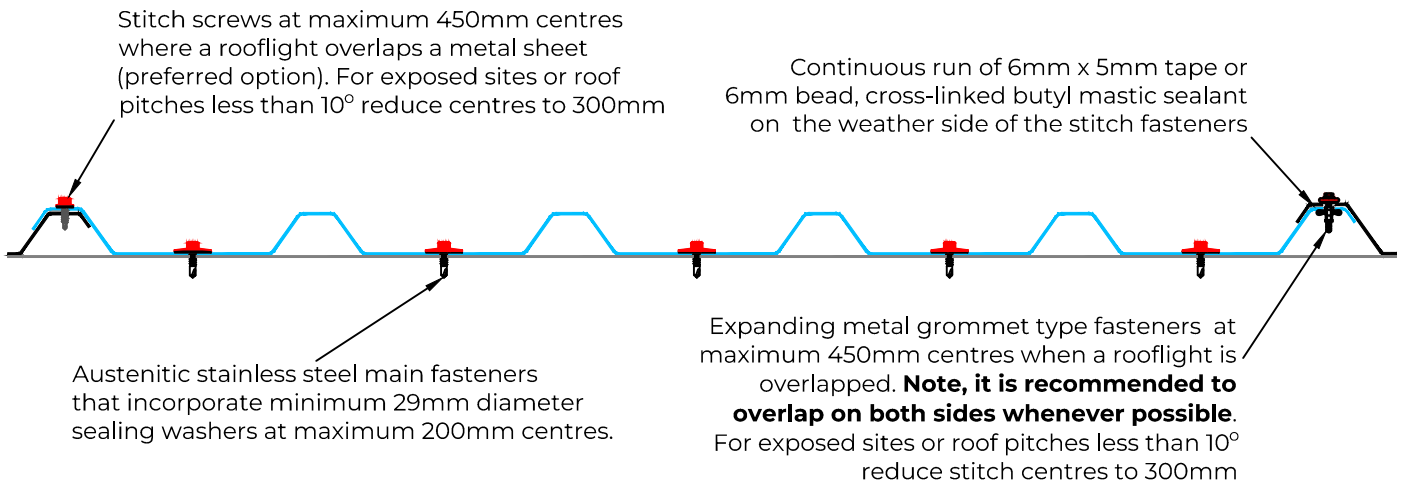 Stitch screws at maximum 450mm centres
where a rooflight overlaps a metal sheet
(preferred option). For exposed sites or roof
pitches less than 10° reduce centres to 300mm
Continuous run of 6mm x 5mm tape or
6mm bead, cross-linked butyl mastic sealant
on the weather side of the stitch fasteners
Austenitic stainless steel main fasteners
that incorporate minimum 29mm diameter
sealing washers at maximum 200mm centres.
Expanding metal grommet type fasteners at
maximum 450mm centres when a rooflight is
overlapped. Note, it is recommended to
overlap on both sides whenever possible.
For exposed sites or roof pitches less than 10°
reduce stitch centres to 300mm